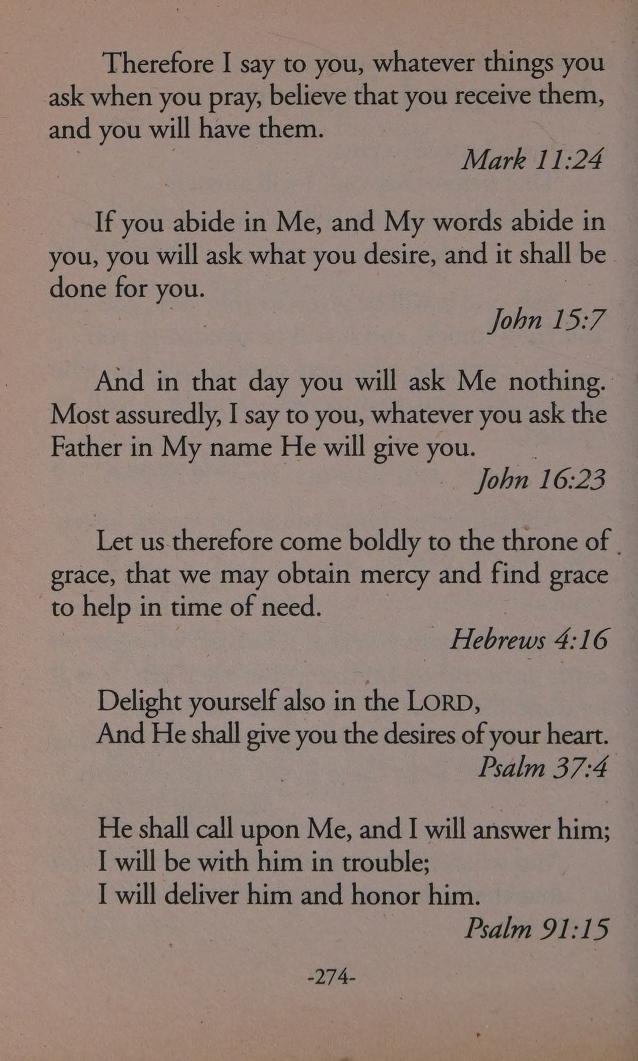 Therefore I say to you, whatever things you
ask when you pray, believe that you receive them,
and you will have them.
Mark 11:24
If you abide in Me, and My words abide in
you, you will ask what you desire, and it shall be
done for you.
John 15:7
And in that day you will ask Me nothing.
Most assuredly, I say to you, whatever you ask the
Father in My name He will give you.
John 16:23
Let us therefore come boldly to the throne of
grace, that we may obtain mercy and find grace
to help in time of need.
Hebrews 4:16
Delight yourself also in the LORD,
And He shall give you the desires of your heart.
Psalm 37:4
He shall call upon Me, and I will answer him;
I will be with him in trouble;
I will deliver him and honor him.
Psalm 91:15
-274-